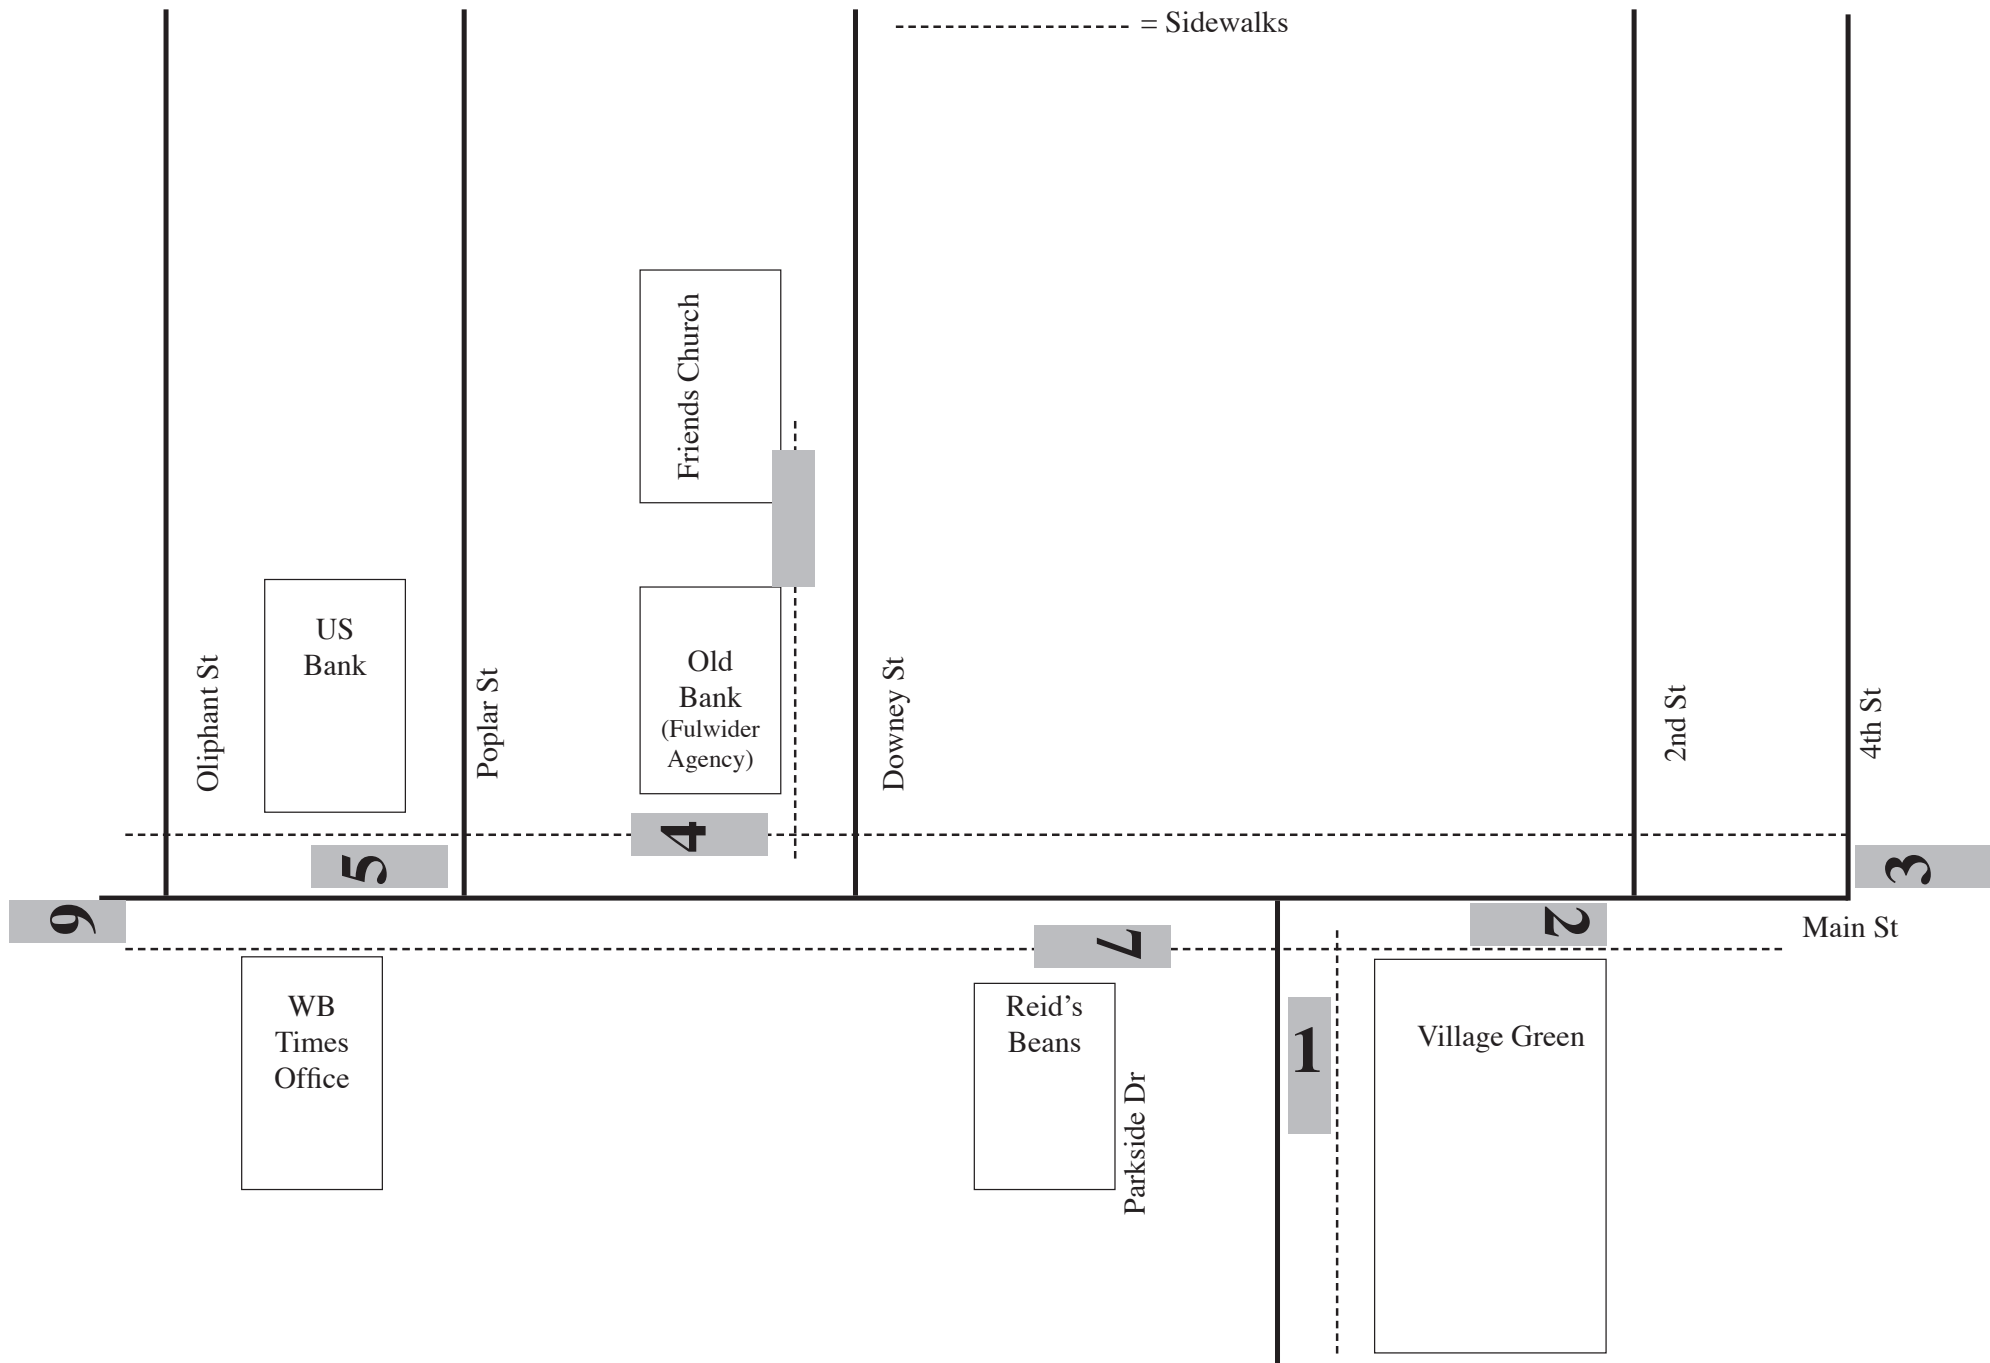 = Sidewalks
Friends Church
US
Bank
Old
Bank
(Fulwider
Agency)
Oliphant St
Poplar St
Downey St
2nd St
4th St
4
5
3
6
2
Main St
7
WB
Times
Office
Reid’s
Beans
Parkside Dr
1
Village Green